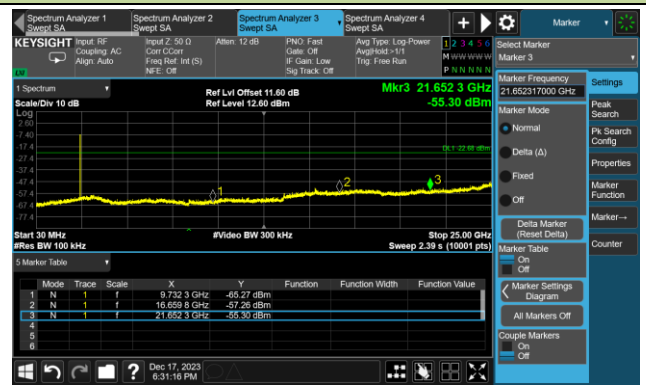 Spectrum Analyzer 1
Swept SA
Spectrum Analyzer 2
Swept SA
Spectrum Analyzer 3
Swept SA
Spectrum Analyzer 4
Swept SA
Marker
KEYSIGHT
Input: RF
Coupling: AC
Align: Auto
Input Z: 50 Ω
Corr CCorr
Freq Ref: Int (S)
NFE: Off
Atten: 12 dB
PNO: Fast
Gate: Off
IF Gain: Low
Sig Track: Off
Avg Type: Log-Power
Avg|Hold:>1/1
Trig: Free Run
1 2 3 4 5 6
M W W W W W
P N N N N N
LV
1 Spectrum
Scale/Div 10 dB
Ref Lvl Offset 11.60 dB
Ref Level 12.60 dBm
Mkr3 21.652 3 GHz
-55.30 dBm
Log
2.60
-7.40
-17.4
-27.4
-37.4
-47.4
-57.4
-67.4
-77.4
DL1 -22.68 dBm
1
2
3
Start 30 MHz
#Res BW 100 kHz
#Video BW 300 kHz
Stop 25.00 GHz
Sweep 2.39 s (10001 pts)
5 Marker Table
Mode Trace Scale X Y Function Function Width Function Value
1 N 1 f 9.732 3 GHz -65.27 dBm
2 N 1 f 16.659 8 GHz -57.26 dBm
3 N 1 f 21.652 3 GHz -55.30 dBm
4
5
6
Dec 17, 2023
6:31:16 PM
Select Marker
Marker 3
Marker Frequency
21.652317000 GHz
Marker Mode
Normal
Delta (Δ)
Fixed
Off
Delta Marker
(Reset Delta)
Marker Table
On
Off
Marker Settings
Diagram
All Markers Off
Couple Markers
On
Off
Settings
Peak
Search
Pk Search
Config
Properties
Marker
Function
Marker→
Counter